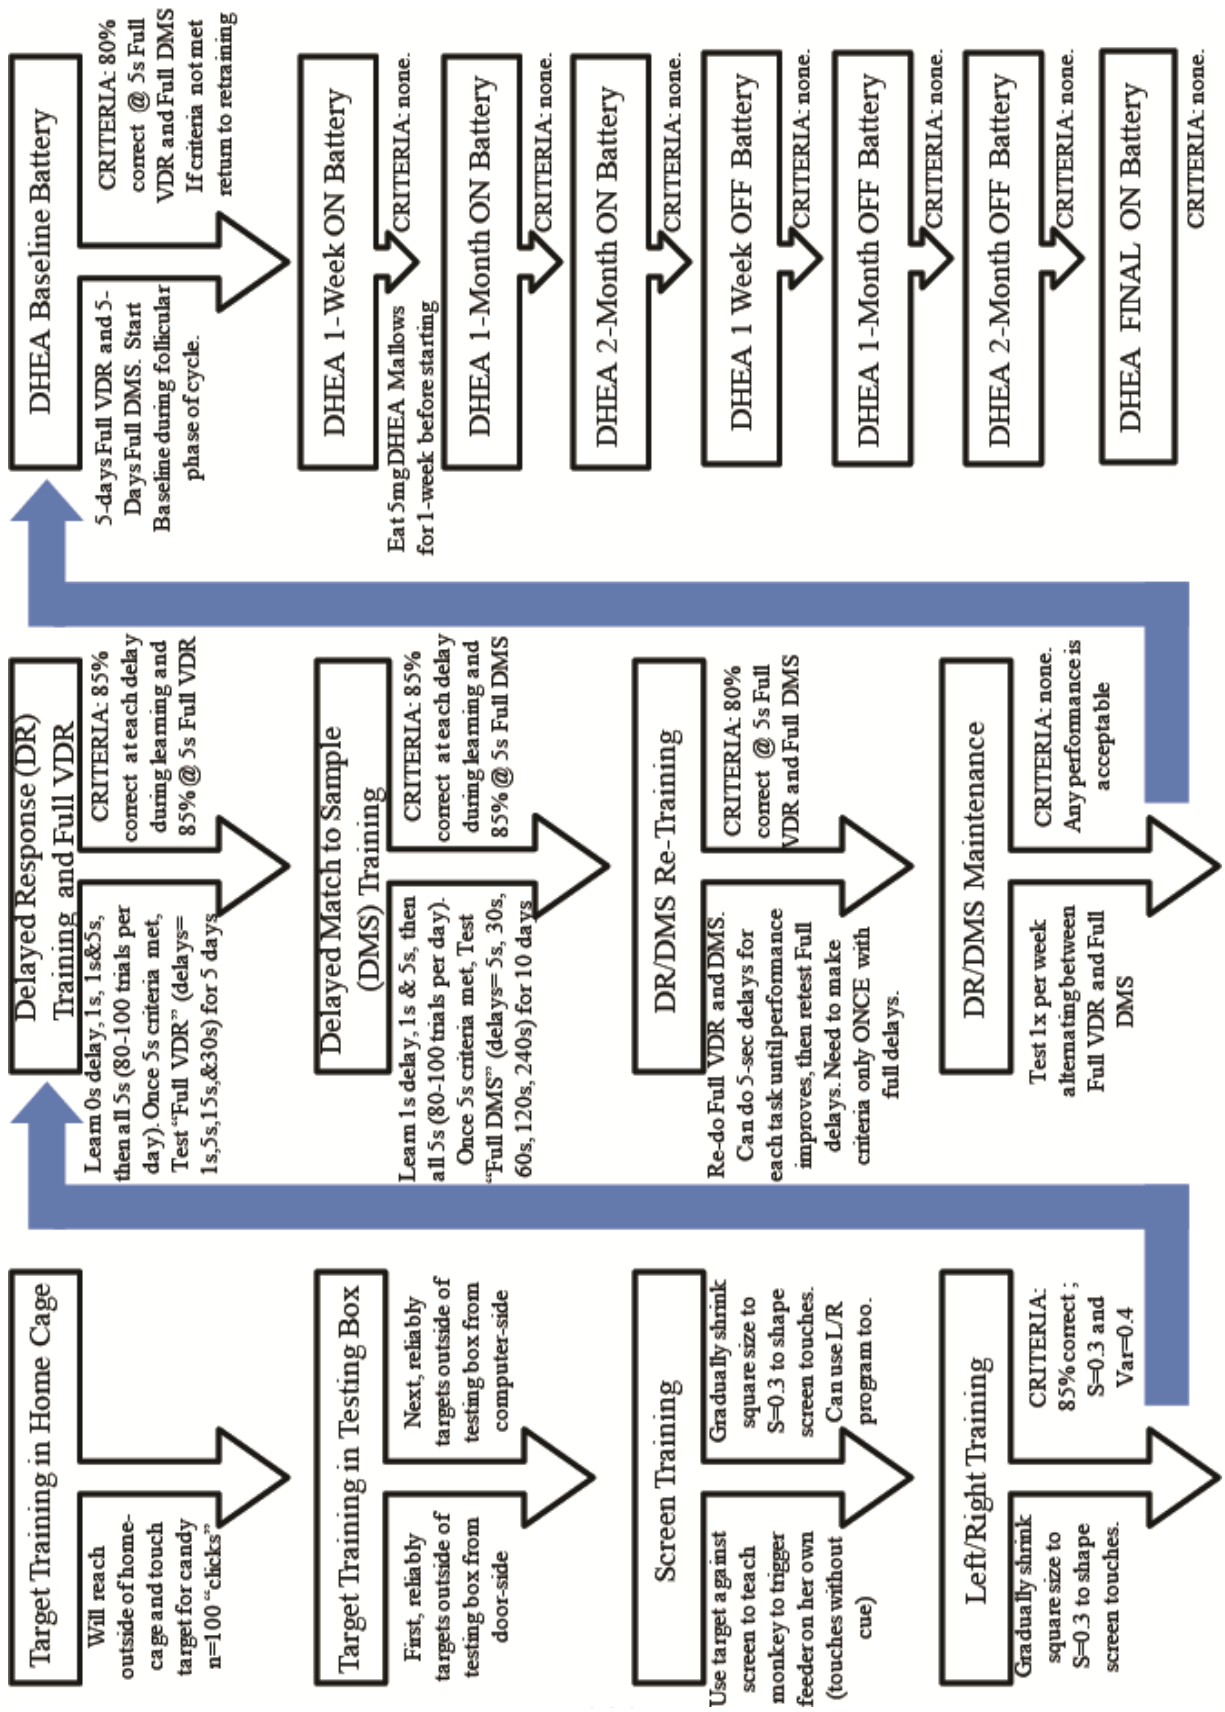 Target Training in Home Cage
Will reach
outside of home-
cage and touch
target for candy
n=100 “clicks”
Target Training in Testing Box
First, reliably
targets outside of
testing box from
door-side
Next, reliably
targets outside of
testing box from
computer-side
Screen Training
Use target against
screen to teach
monkey to trigger
feeder on her own
(touches without
cue)
Gradually shrink
square size to
S=0.3 to shape
screen touches.
Can use L/R
program too.
Left/Right Training
Gradually shrink
square size to
S=0.3 to shape
screen touches.
CRITERIA:
85% correct ;
S=0.3 and
Var=0.4
Delayed Response (DR)
Training and Full VDR
Learn 0s delay, 1s, 1s&5s,
then all 5s (80-100 trials per
day). Once 5s criteria met,
Test “Full VDR” (delays=
1s,5s,15s,&30s) for 5 days
CRITERIA: 85%
correct at each delay
during learning and
85% @ 5s Full VDR
Delayed Match to Sample
(DMS) Training
Learn 1s delay, 1s & 5s, then
all 5s (80-100 trials per day).
Once 5s criteria met, Test
“Full DMS” (delays= 5s, 30s,
60s, 120s, 240s) for 10 days
CRITERIA: 85%
correct at each delay
during learning and
85% @ 5s Full DMS
DR/DMS Re-Training
Re-do Full VDR and DMS.
Can do 5-sec delays for
each task until performance
improves, then retest Full
delays. Need to make
criteria only ONCE with
full delays.
CRITERIA: 80%
correct @ 5s Full
VDR and Full DMS
DR/DMS Maintenance
Test 1x per week
alternating between
Full VDR and Full
DMS
CRITERIA: none.
Any performance is
acceptable
DHEA Baseline Battery
5-days Full VDR and 5-
Days Full DMS. Start
Baseline during follicular
phase of cycle.
CRITERIA: 80%
correct @ 5s Full
VDR and Full DMS
If criteria not met
return to retraining
DHEA 1-Week ON Battery
Eat 5mg DHEA Mallows
for 1-week before starting
CRITERIA: none.
DHEA 1-Month ON Battery
CRITERIA: none.
DHEA 2-Month ON Battery
CRITERIA: none.
DHEA 1 Week OFF Battery
CRITERIA: none.
DHEA 1-Month OFF Battery
CRITERIA: none.
DHEA 2-Month OFF Battery
CRITERIA: none.
DHEA FINAL ON Battery
CRITERIA: none.